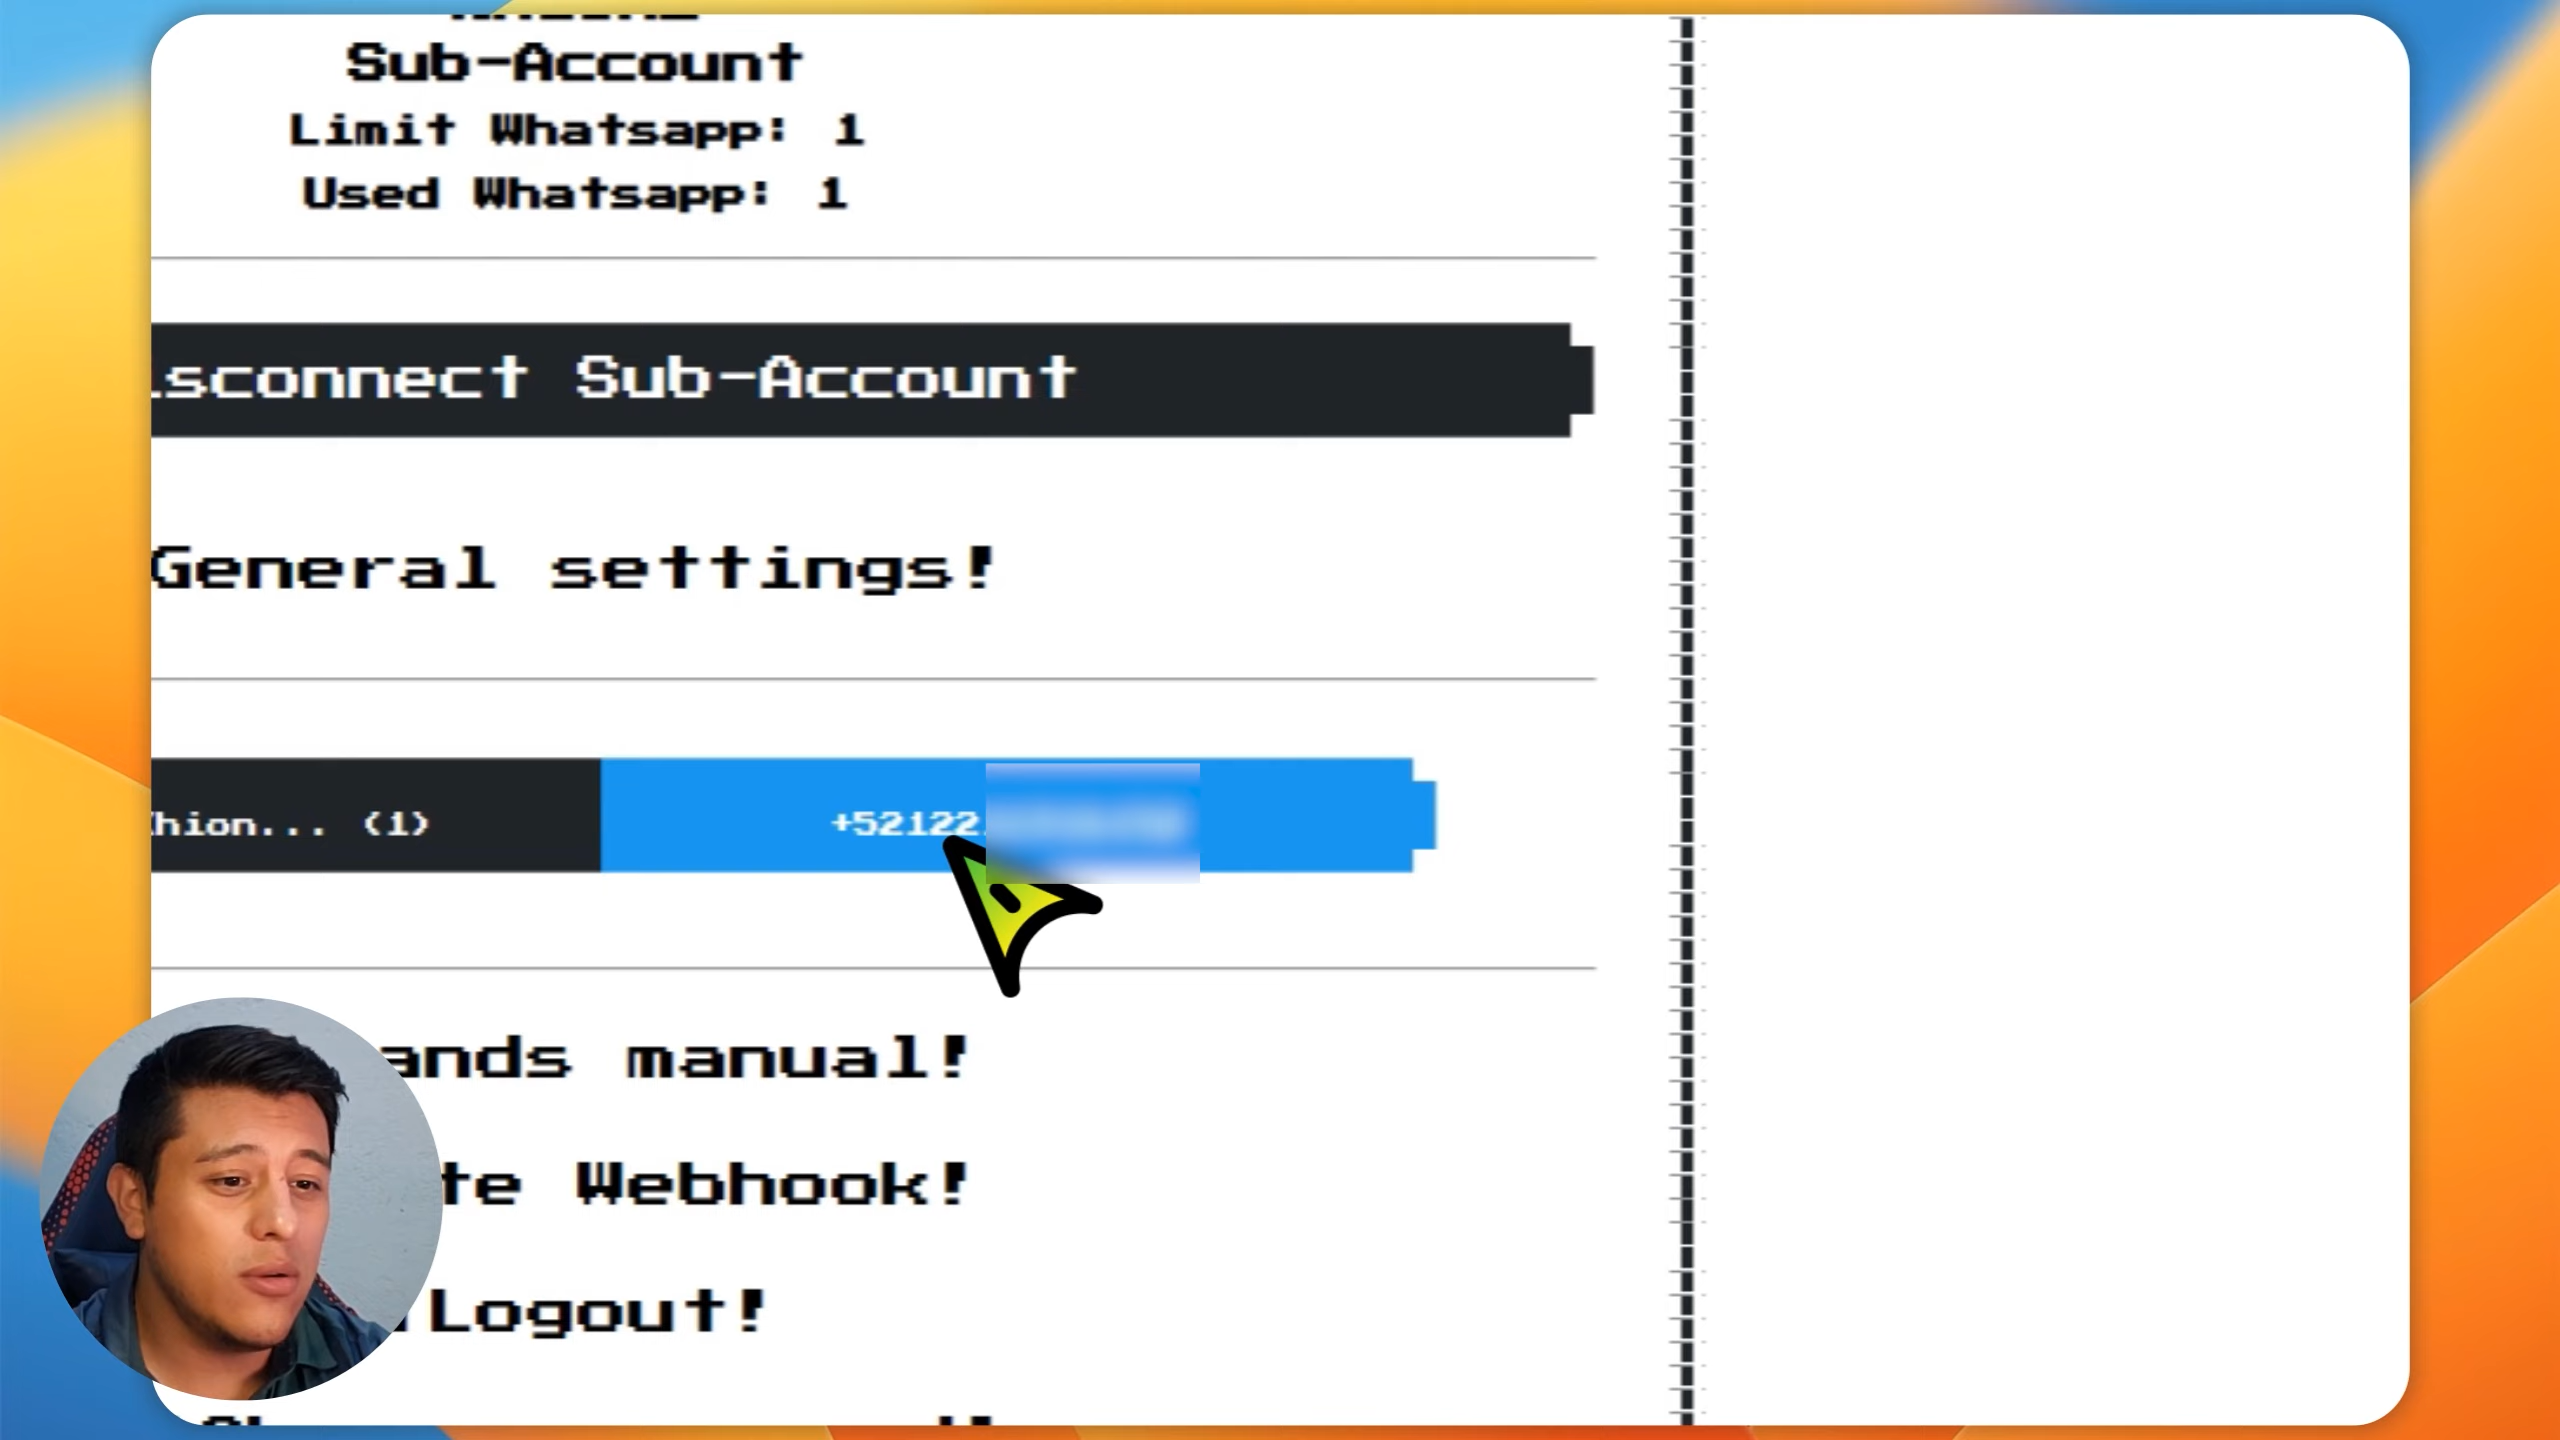 Sub-Account
Limit Whatsapp: 1
Used Whatsapp: 1
isconnect Sub-Account
General settings!
hion... (1)
+52122
ands manual!
te Webhook!
Logout!